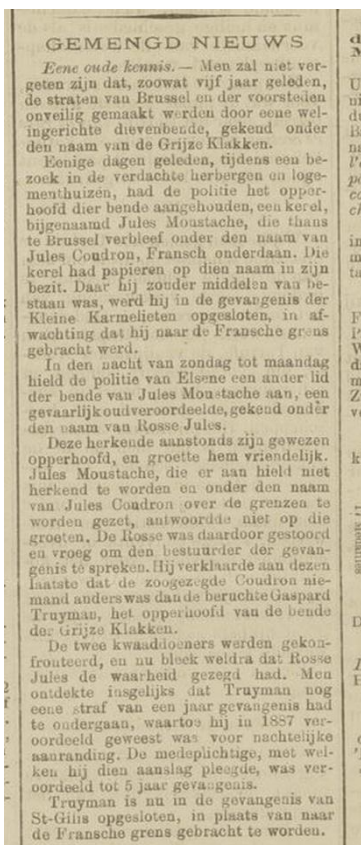 GEMENGD NIEUWS
Eene oude kennis. — Men zal niet ver-
geten zijn dat, zoowat vijf jaar geleden,
de straten van Brussel en der voorsteden
onveilig gemaakt werden door eene wel-
ingerichte dievenbende, gekend onder
den naam van de Grijze Klakken.
Eenige dagen geleden, tijdens een be-
zoek in de verdachte herbergen en loge-
menthuizen, had de politie het opper-
hoofd dier bende aangehouden, een kerel,
bijgenaamd Jules Moustache, die thans
te Brussel verbleef onder den naam van
Jules Coudron, Fransch onderdaan. Die
kerel had papieren op dien naam in zijn
bezit. Daar hij zonder middelen van be-
staan was, werd hij in de gevangenis der
Kleine Karmelieten opgesloten, in af-
wachting dat hij naar de Fransche grens
gebracht werd.
In den nacht van zondag tot maandag
hield de politie van Elsene een ander lid
der bende van Jules Moustache aan, een
gevaarlijk oudveroordeelde, gekend onder
den naam van Rosse Jules.
Deze herkende aanstonds zijn gewezen
opperhoofd, en groette hem vriendelijk.
Jules Moustache, die er aan hield niet
herkend te worden en onder den naam
van Jules Coudron over de grenzen te
worden gezet, antwoordde niet op die
groeten. De Rosse was daardoor gestoord
en vroeg om den bestuurder der gevan-
genis te spreken. Hij verklaarde aan dezen
laatste dat de zoogezegde Coudron nie-
mand anders was dan de beruchte Gaspard
Truyman, het opperhoofd van de bende
der Grijze Klakken.
De twee kwaaddoeners werden gekon-
fronteerd, en nu bleek weldra dat Rosse
Jules de waarheid gezegd had. Men
ontdekte insgelijks dat Truyman nog
eene straf van een jaar gevangenis had
te ondergaan, waartoe hij in 1887 ver-
oordeeld geweest was voor nachtelijke
aanranding. De medeplichtige, met wel-
ken hij dien aanslag pleegde, was ver-
oordeeld tot 5 jaar gevangenis.
Truyman is nu in de gevangenis van
St-Gilis opgesloten, in plaats van naar
de Fransche grens gebracht te worden.